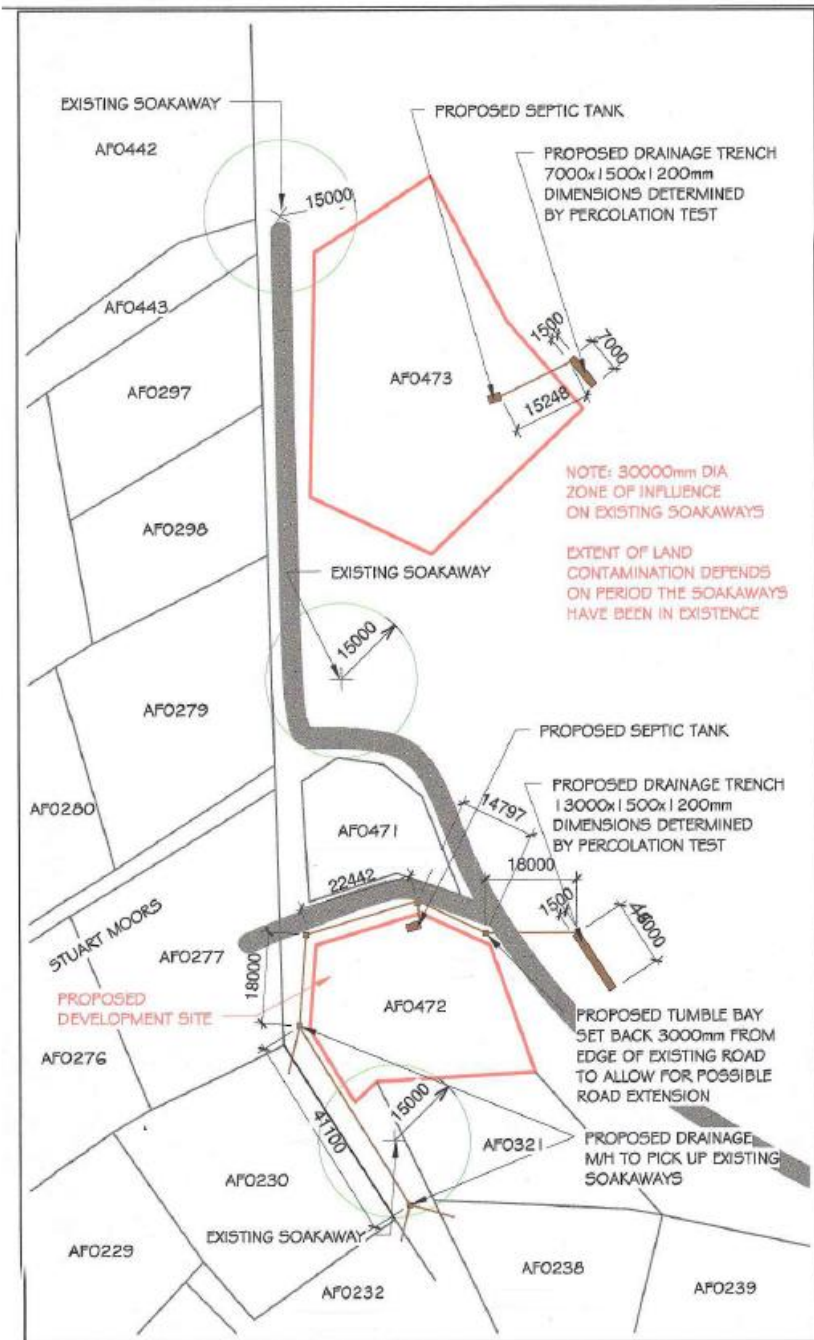 EXISTING SOAKAWAY
PROPOSED SEPTIC TANK
AF0442
15000
PROPOSED DRAINAGE TRENCH
7000x1500x1200mm
DIMENSIONS DETERMINED
BY PERCOLATION TEST
AF0443
1500
7000
AF0297
AF0473
15248
NOTE: 30000mm DIA
ZONE OF INFLUENCE
ON EXISTING SOAKAWAYS
AF0298
EXTENT OF LAND
CONTAMINATION DEPENDS
ON PERIOD THE SOAKAWAYS
HAVE BEEN IN EXISTENCE
EXISTING SOAKAWAY
15000
AF0279
PROPOSED SEPTIC TANK
AF0280
PROPOSED DRAINAGE TRENCH
13000x1500x1200mm
DIMENSIONS DETERMINED
BY PERCOLATION TEST
14797
AF0471
18000
22442
1500
STUART MOORS
AF0277
18000
PROPOSED
DEVELOPMENT SITE
AF0472
AF0276
PROPOSED TUMBLE BAY
SET BACK 3000mm FROM
EDGE OF EXISTING ROAD
TO ALLOW FOR POSSIBLE
ROAD EXTENSION
15000
41100
AF0321
PROPOSED DRAINAGE
M/H TO PICK UP EXISTING
SOAKAWAYS
AF0230
EXISTING SOAKAWAY
AF0229
AF0232
AF0238
AF0239